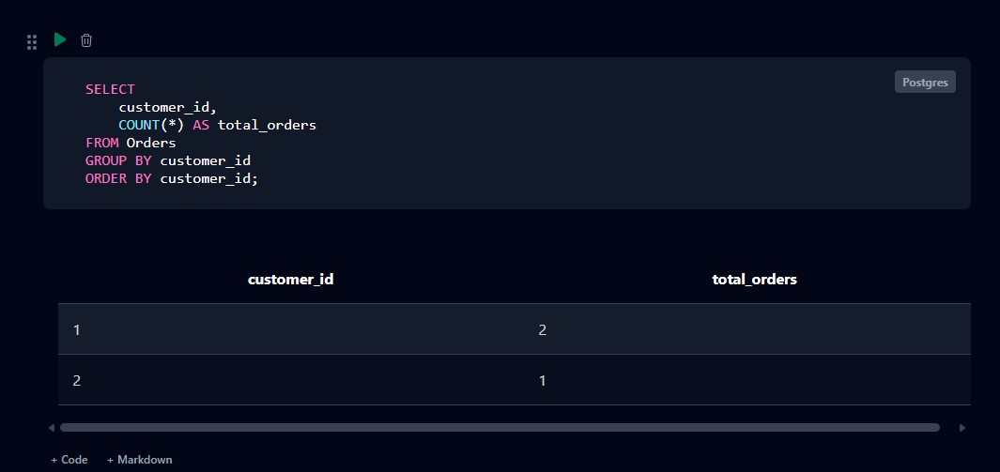 Postgres
SELECT
    customer_id,
    COUNT(*) AS total_orders
FROM Orders
GROUP BY customer_id
ORDER BY customer_id;
customer_id total_orders
1 2
2 1
+ Code + Markdown